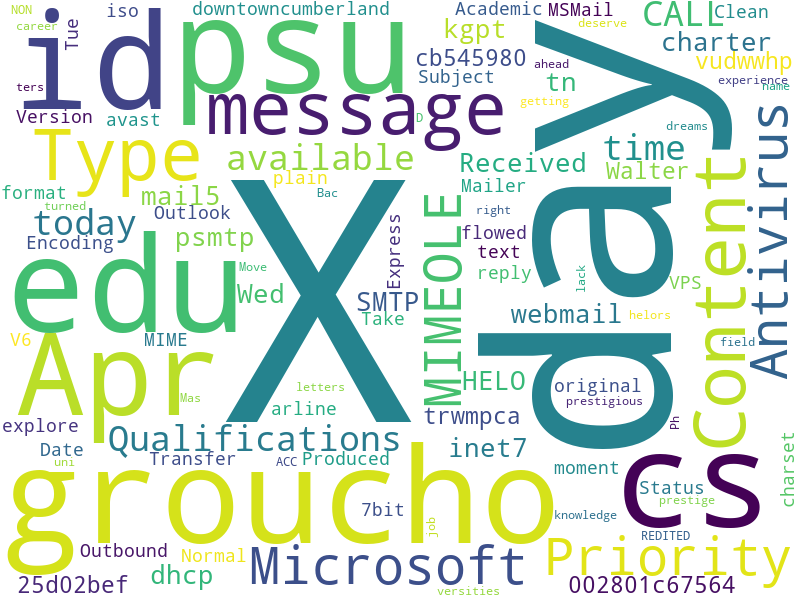 NON
iso
downtowncumberland
Academic
MSMail
CALL
Clean
career
Tue
id
psu
kgpt
deserve
charter
cb545980
ahead
vudwwhp
ters
Subject
tn
experience
name
Version
avast
message
D
getting
day
dreams
Type
available
time
Received
Walter
plain
format
mail5
Mailer
Bac
turned
today
Outlook
right
Encoding
psmtp
Express
MIMEOLE
flowed
text
Content
Antivirus
edu
X
Move
reply
lack
VPS
Wed
SMTP
Take
webmail
helors
V6
MIME
Apr
field
HELO
original
letters
Mas
prestigious
arline
trwmpca
Ph
explore
Qualifications
inet7
Date
uni
Transfer
ACC
Produced
moment
charset
groucho
cs
Status
prestige
7bit
job
knowledge
REDITED
Outbound
Normal
Microsoft
Priority
25d02bef
dhcp
versities
002801c67564